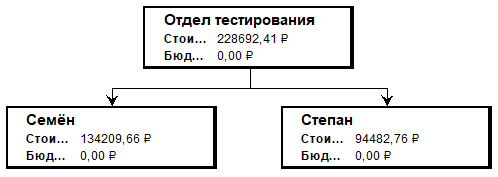 Отдел тестирования
Стои... 228692,41 ₽
Бюд... 0,00 ₽
Семён
Стои... 134209,66 ₽
Бюд... 0,00 ₽
Степан
Стои... 94482,76 ₽
Бюд... 0,00 ₽